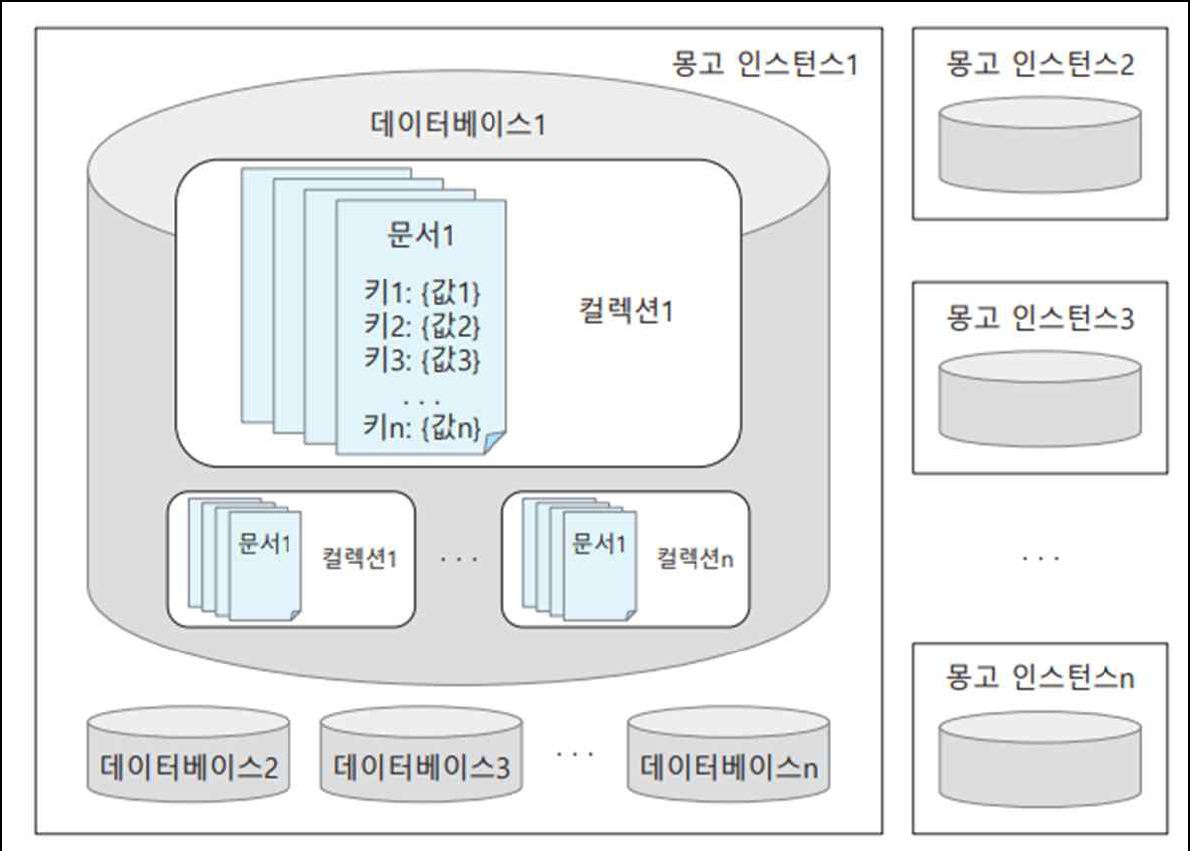 몽고 인스턴스1
데이터베이스1
문서1
키1: {값1}
키2: {값2}
키3: {값3}
...
키n: {값n}
컬렉션1
문서1
컬렉션1
...
문서1
컬렉션n
데이터베이스2
데이터베이스3
...
데이터베이스n
몽고 인스턴스2
몽고 인스턴스3
...
몽고 인스턴스n